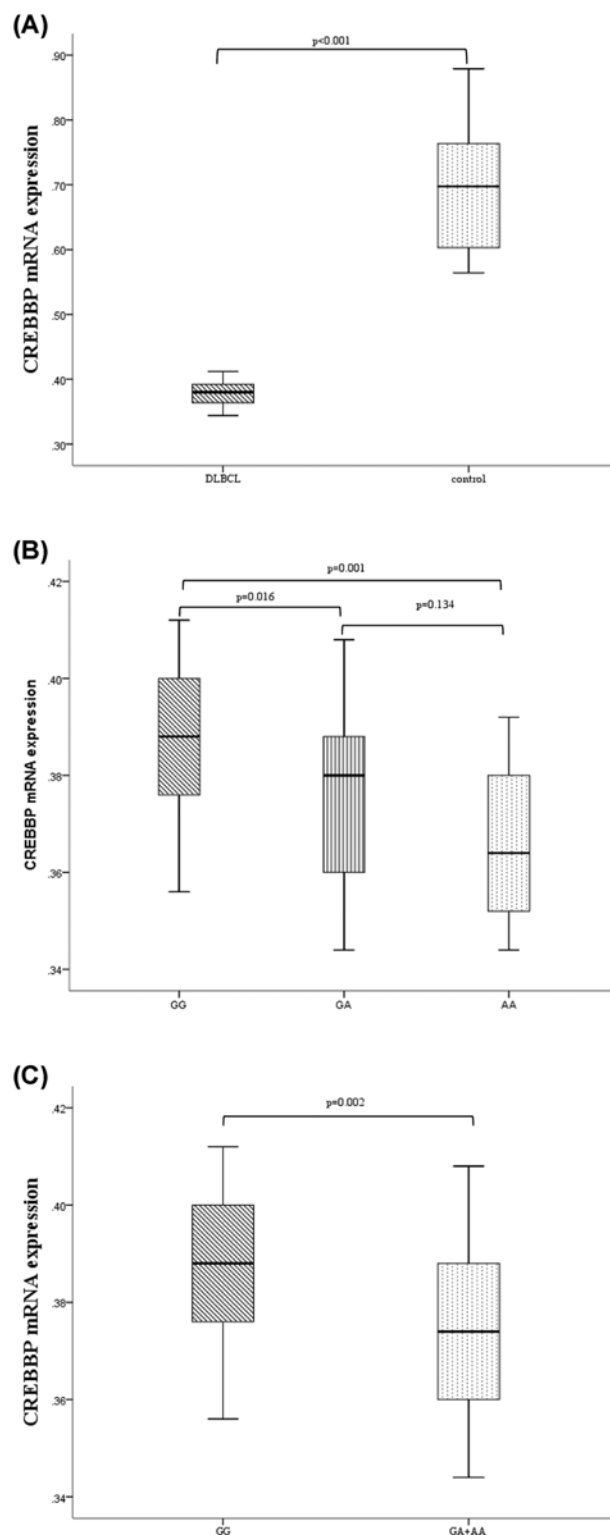 (A)
p<0.001
.90
.80
.70
.60
.50
.40
.30
CREBBP mRNA expression
DLBCL control
(B)
p=0.001
p=0.016
p=0.134
.42
.40
.38
.36
.34
CREBBP mRNA expression
GG GA AA
(C)
p=0.002
.42
.40
.38
.36
.34
CREBBP mRNA expression
GG GA+AA